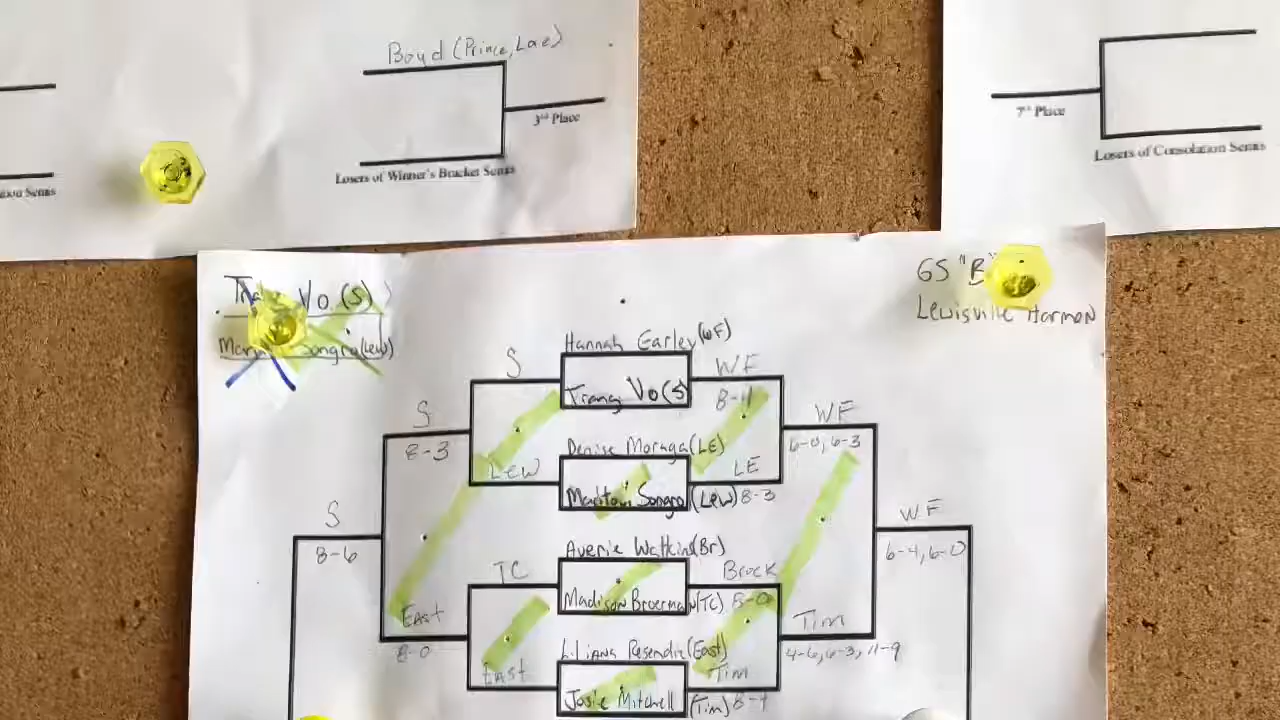 Boyd (Prince, Lae)
3rd Place
Losers of Winner's Bracket Semis
7th Place
Losers of Consolation Semis
Vo (S)
Songro (Lew)
GS "B"
Lewisville Harmon
Hannah Earley (WF)
S
WF
Trang Vo (S)
8-4
S
WF
8-3
6-0, 6-3
Denise Moraga (LE)
LEW
LE
Maritoni Songro (Lew) 8-3
S
WF
8-6
6-4, 6-0
Averie Watkins (Br)
TC
Brock
Madison Broerman (TC) 8-0
East
Tim
8-0
4-6, 6-3, 11-9
Liliana Resendiz (East)
East
Tim
Josie Mitchell (Tim) 8-4